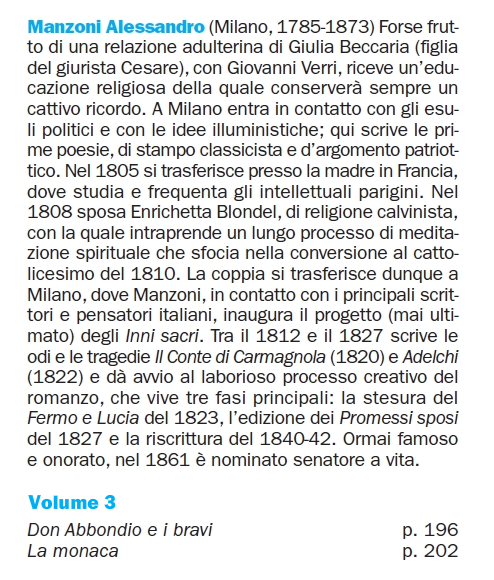 Manzoni Alessandro (Milano, 1785-1873) Forse frut-
to di una relazione adulterina di Giulia Beccaria (figlia
del giurista Cesare), con Giovanni Verri, riceve un'edu-
cazione religiosa della quale conserverà sempre un
cattivo ricordo. A Milano entra in contatto con gli esu-
li politici e con le idee illuministiche; qui scrive le pri-
me poesie, di stampo classicista e d'argomento patriot-
tico. Nel 1805 si trasferisce presso la madre in Francia,
dove studia e frequenta gli intellettuali parigini. Nel
1808 sposa Enrichetta Blondel, di religione calvinista,
con la quale intraprende un lungo processo di medita-
zione spirituale che sfocia nella conversione al catto-
licesimo del 1810. La coppia si trasferisce dunque a
Milano, dove Manzoni, in contatto con i principali scrit-
tori e pensatori italiani, inaugura il progetto (mai ulti-
mato) degli Inni sacri. Tra il 1812 e il 1827 scrive le
odi e le tragedie Il Conte di Carmagnola (1820) e Adelchi
(1822) e dà avvio al laborioso processo creativo del
romanzo, che vive tre fasi principali: la stesura del
Fermo e Lucia del 1823, l'edizione dei Promessi sposi
del 1827 e la riscrittura del 1840-42. Ormai famoso
e onorato, nel 1861 è nominato senatore a vita.
Volume 3
Don Abbondio e i bravi p. 196
La monaca p. 202